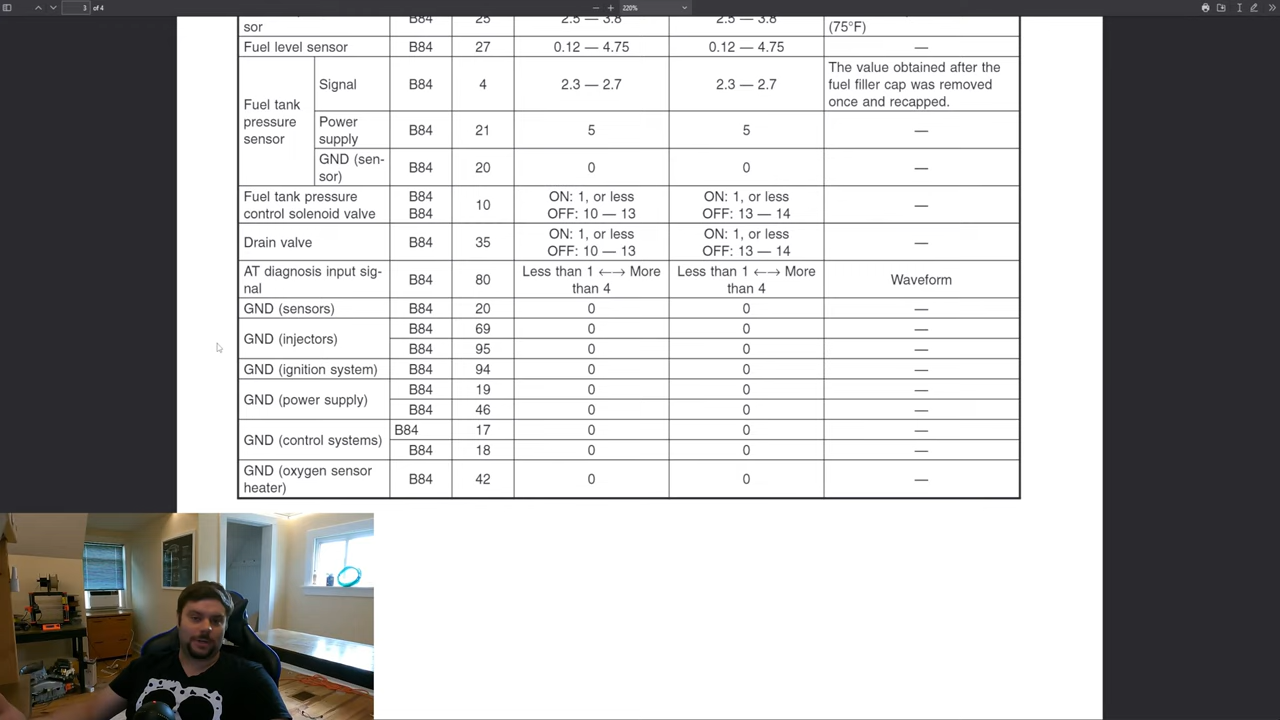 3 of 4
220%
sor B84 25 2.5 — 3.8 2.5 — 3.8 (75°F)
Fuel level sensor B84 27 0.12 — 4.75 0.12 — 4.75 —
Fuel tank
pressure
sensor
Signal B84 4 2.3 — 2.7 2.3 — 2.7
The value obtained after the
fuel filler cap was removed
once and recapped.
Power
supply
B84 21 5 5 —
GND (sen-
sor)
B84 20 0 0 —
Fuel tank pressure
control solenoid valve
B84
B84
10
ON: 1, or less
OFF: 10 — 13
ON: 1, or less
OFF: 13 — 14
—
Drain valve B84 35
ON: 1, or less
OFF: 10 — 13
ON: 1, or less
OFF: 13 — 14
—
AT diagnosis input sig-
nal
B84 80
Less than 1 ←→ More
than 4
Less than 1 ←→ More
than 4
Waveform
GND (sensors) B84 20 0 0 —
GND (injectors)
B84 69 0 0 —
B84 95 0 0 —
GND (ignition system) B84 94 0 0 —
GND (power supply)
B84 19 0 0 —
B84 46 0 0 —
GND (control systems)
B84 17 0 0 —
B84 18 0 0 —
GND (oxygen sensor
heater)
B84 42 0 0 —